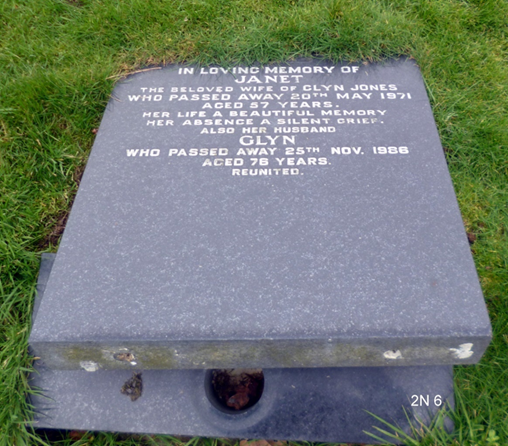 IN LOVING MEMORY OF
JANET
THE BELOVED WIFE OF GLYN JONES
WHO PASSED AWAY 20TH MAY 1971
AGED 57 YEARS.
HER LIFE A BEAUTIFUL MEMORY
HER ABSENCE A SILENT GRIEF.
ALSO HER HUSBAND
GLYN
WHO PASSED AWAY 25TH NOV. 1986
AGED 76 YEARS.
REUNITED.
2N 6